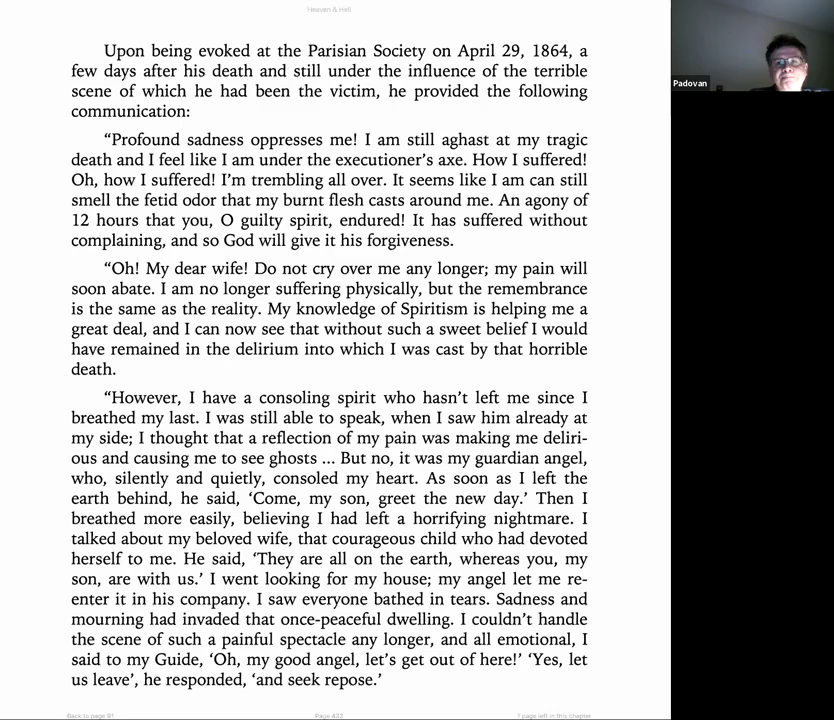 Heaven & Hell
Upon being evoked at the Parisian Society on April 29, 1864, a
few days after his death and still under the influence of the terrible
scene of which he had been the victim, he provided the following
communication:
“Profound sadness oppresses me! I am still aghast at my tragic
death and I feel like I am under the executioner’s axe. How I suffered!
Oh, how I suffered! I’m trembling all over. It seems like I am can still
smell the fetid odor that my burnt flesh casts around me. An agony of
12 hours that you, O guilty spirit, endured! It has suffered without
complaining, and so God will give it his forgiveness.
“Oh! My dear wife! Do not cry over me any longer; my pain will
soon abate. I am no longer suffering physically, but the remembrance
is the same as the reality. My knowledge of Spiritism is helping me a
great deal, and I can now see that without such a sweet belief I would
have remained in the delirium into which I was cast by that horrible
death.
“However, I have a consoling spirit who hasn’t left me since I
breathed my last. I was still able to speak, when I saw him already at
my side; I thought that a reflection of my pain was making me deliri-
ous and causing me to see ghosts ... But no, it was my guardian angel,
who, silently and quietly, consoled my heart. As soon as I left the
earth behind, he said, ‘Come, my son, greet the new day.’ Then I
breathed more easily, believing I had left a horrifying nightmare. I
talked about my beloved wife, that courageous child who had devoted
herself to me. He said, ‘They are all on the earth, whereas you, my
son, are with us.’ I went looking for my house; my angel let me re-
enter it in his company. I saw everyone bathed in tears. Sadness and
mourning had invaded that once-peaceful dwelling. I couldn’t handle
the scene of such a painful spectacle any longer, and all emotional, I
said to my Guide, ‘Oh, my good angel, let’s get out of here!’ ‘Yes, let
us leave’, he responded, ‘and seek repose.’
Back to page 91
Page 433
1 page left in this chapter
Padovan